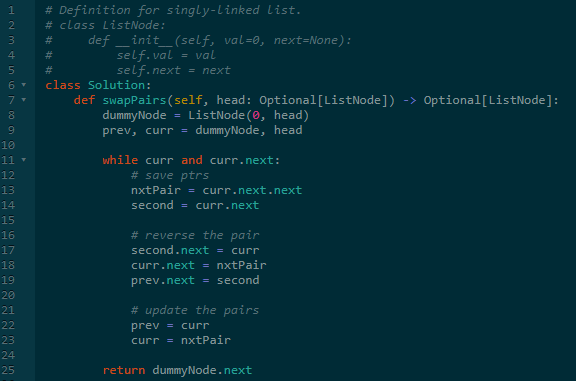 1 # Definition for singly-linked list.
2 # class ListNode:
3 #     def __init__(self, val=0, next=None):
4 #         self.val = val
5 #         self.next = next
6 class Solution:
7     def swapPairs(self, head: Optional[ListNode]) -> Optional[ListNode]:
8         dummyNode = ListNode(0, head)
9         prev, curr = dummyNode, head
10
11         while curr and curr.next:
12             # save ptrs
13             nxtPair = curr.next.next
14             second = curr.next
15
16             # reverse the pair
17             second.next = curr
18             curr.next = nxtPair
19             prev.next = second
20
21             # update the pairs
22             prev = curr
23             curr = nxtPair
24
25         return dummyNode.next